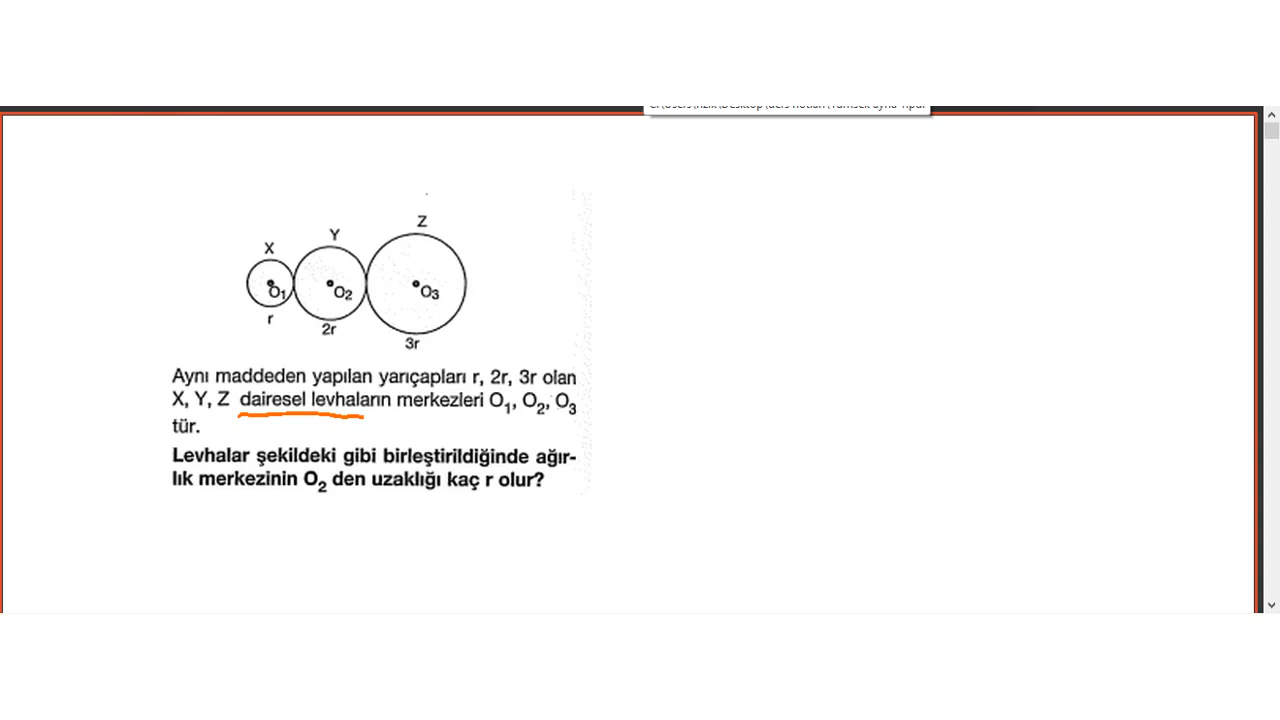 Z
Y
X
O1
O2
O3
r
2r
3r
Aynı maddeden yapılan yarıçapları r, 2r, 3r olan
X, Y, Z dairesel levhaların merkezleri O1, O2, O3
tür.
Levhalar şekildeki gibi birleştirildiğinde ağır-
lık merkezinin O2 den uzaklığı kaç r olur?